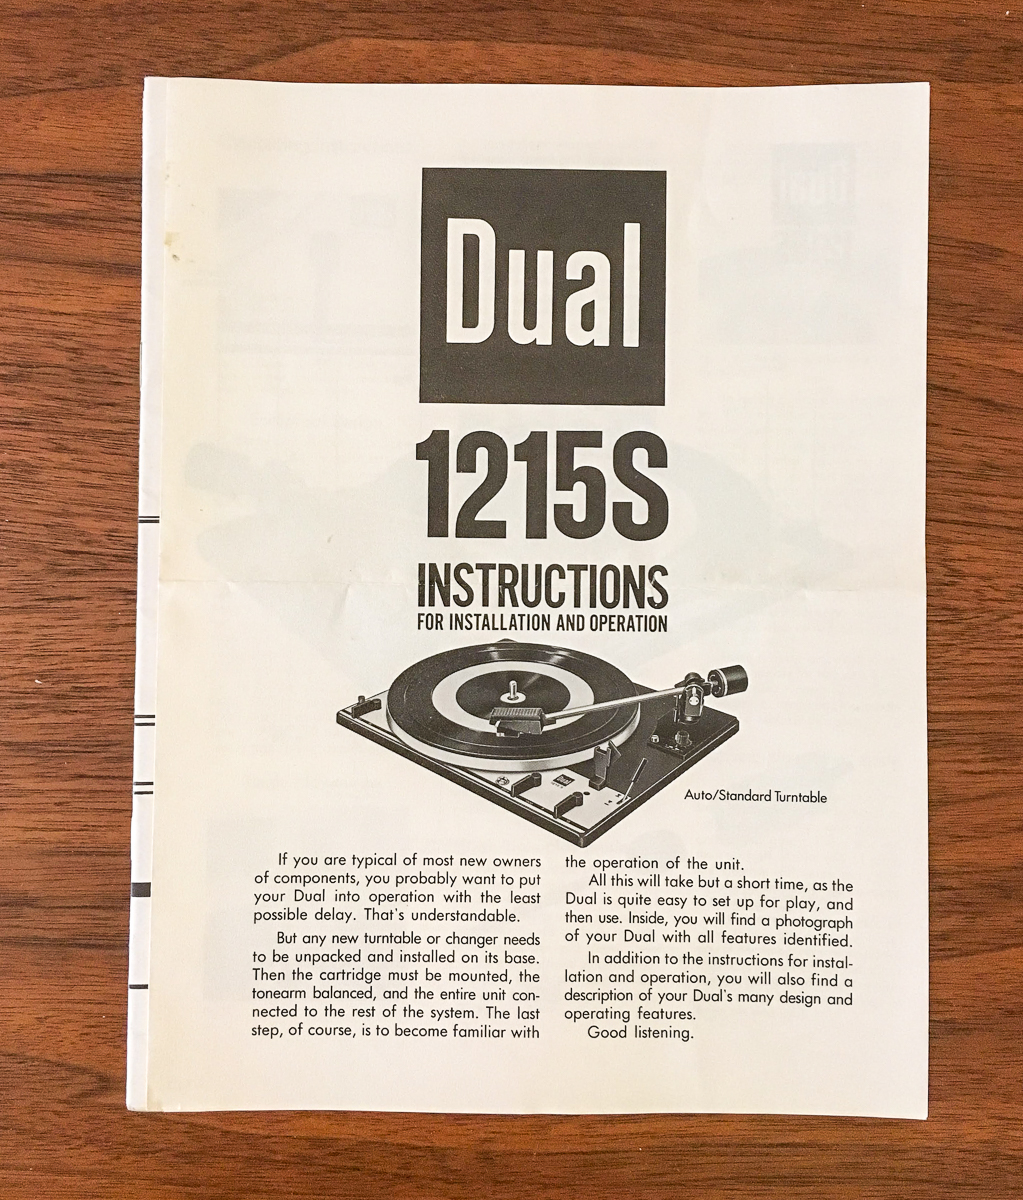 Dual
1215S
INSTRUCTIONS
FOR INSTALLATION AND OPERATION
Dual
Auto/Standard Turntable
If you are typical of most new owners
of components, you probably want to put
your Dual into operation with the least
possible delay. That's understandable.
But any new turntable or changer needs
to be unpacked and installed on its base.
Then the cartridge must be mounted, the
tonearm balanced, and the entire unit con-
nected to the rest of the system. The last
step, of course, is to become familiar with
the operation of the unit.
All this will take but a short time, as the
Dual is quite easy to set up for play, and
then use. Inside, you will find a photograph
of your Dual with all features identified.
In addition to the instructions for instal-
lation and operation, you will also find a
description of your Dual's many design and
operating features.
Good listening.